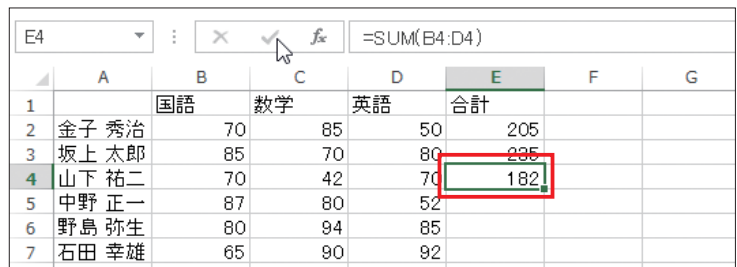 E4 fx =SUM(B4:D4)
A B C D E F G
1 国語 数学 英語 合計
2 金子 秀治 70 85 50 205
3 坂上 太郎 85 70 80 235
4 山下 祐二 70 42 70 182
5 中野 正一 87 80 52
6 野島 弥生 80 94 85
7 石田 幸雄 65 90 92